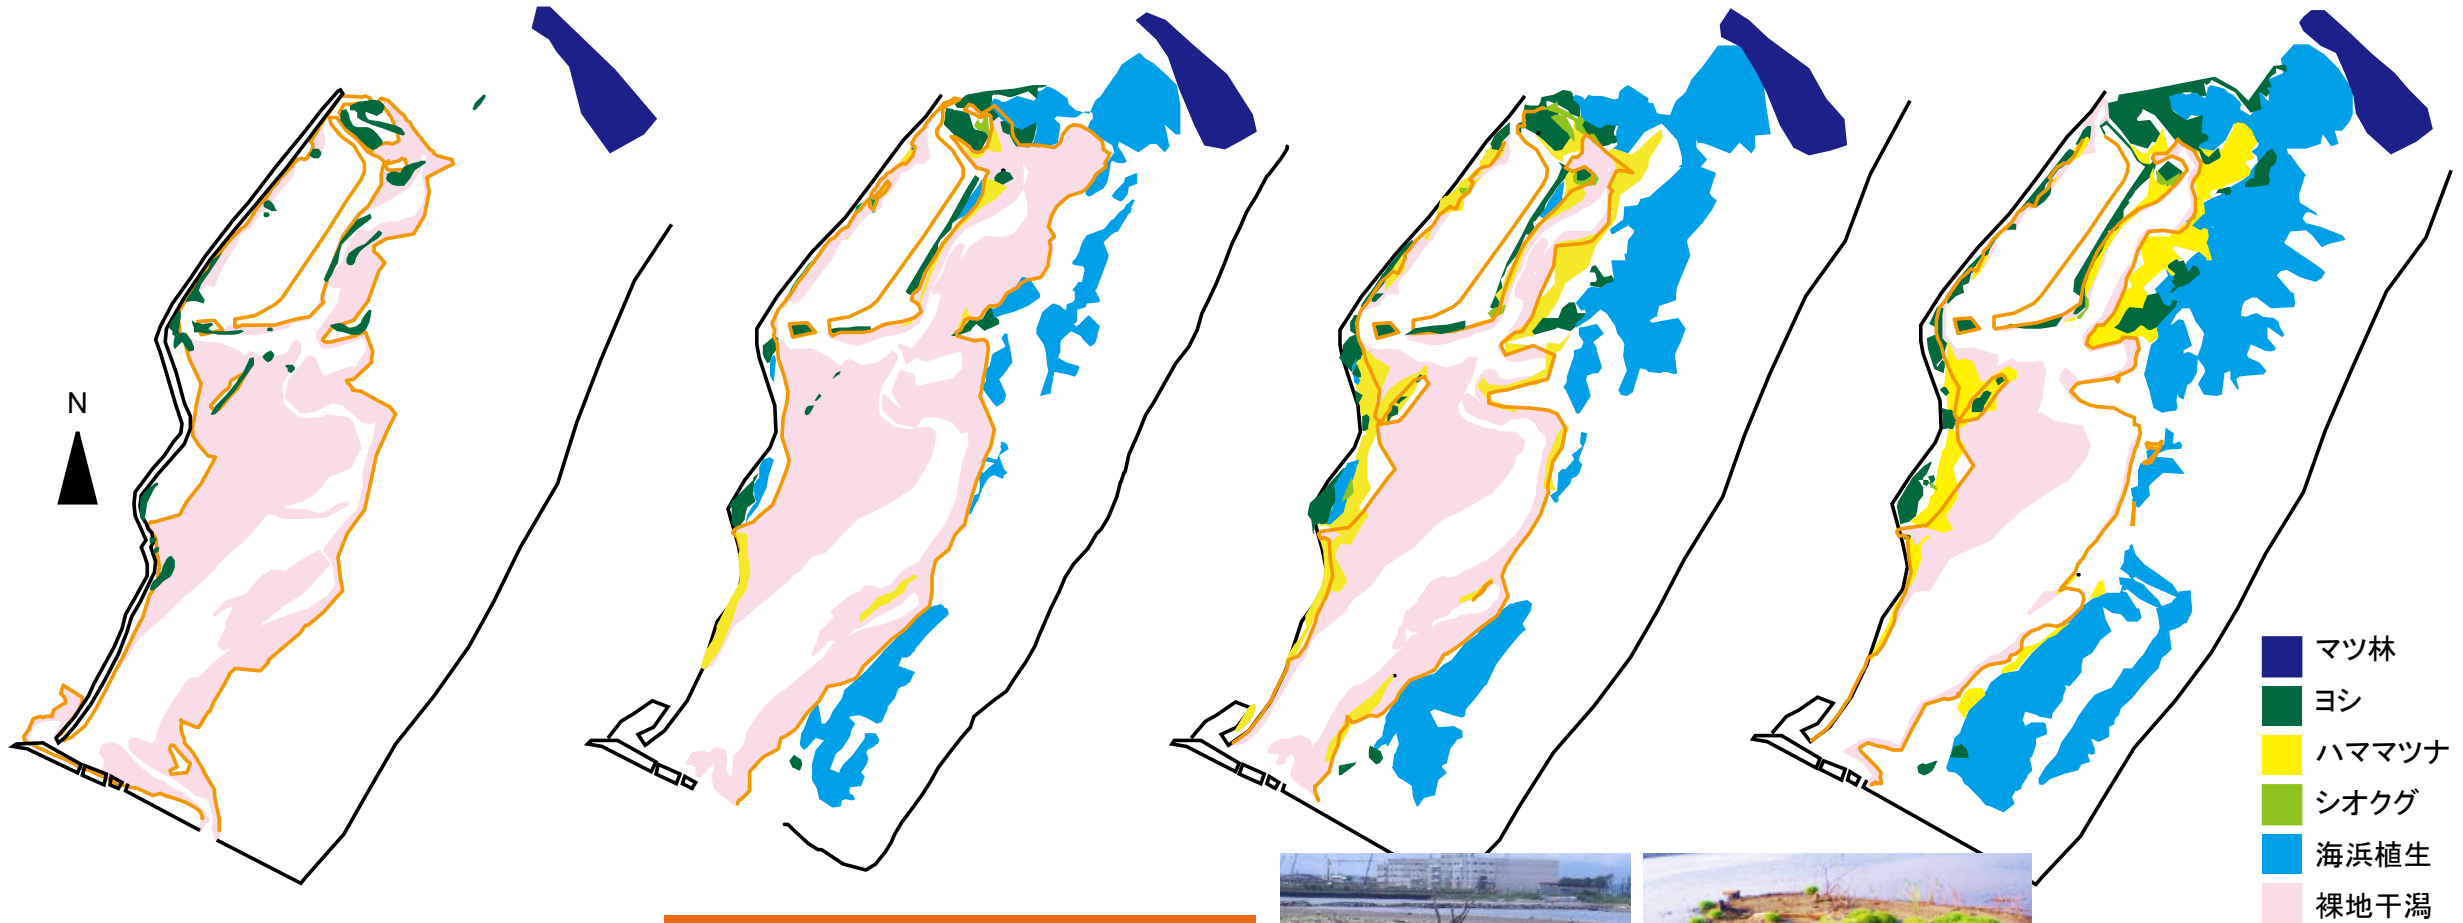 N
マツ林
ヨシ
ハママツナ
シオクグ
海浜植生
裸地干潟